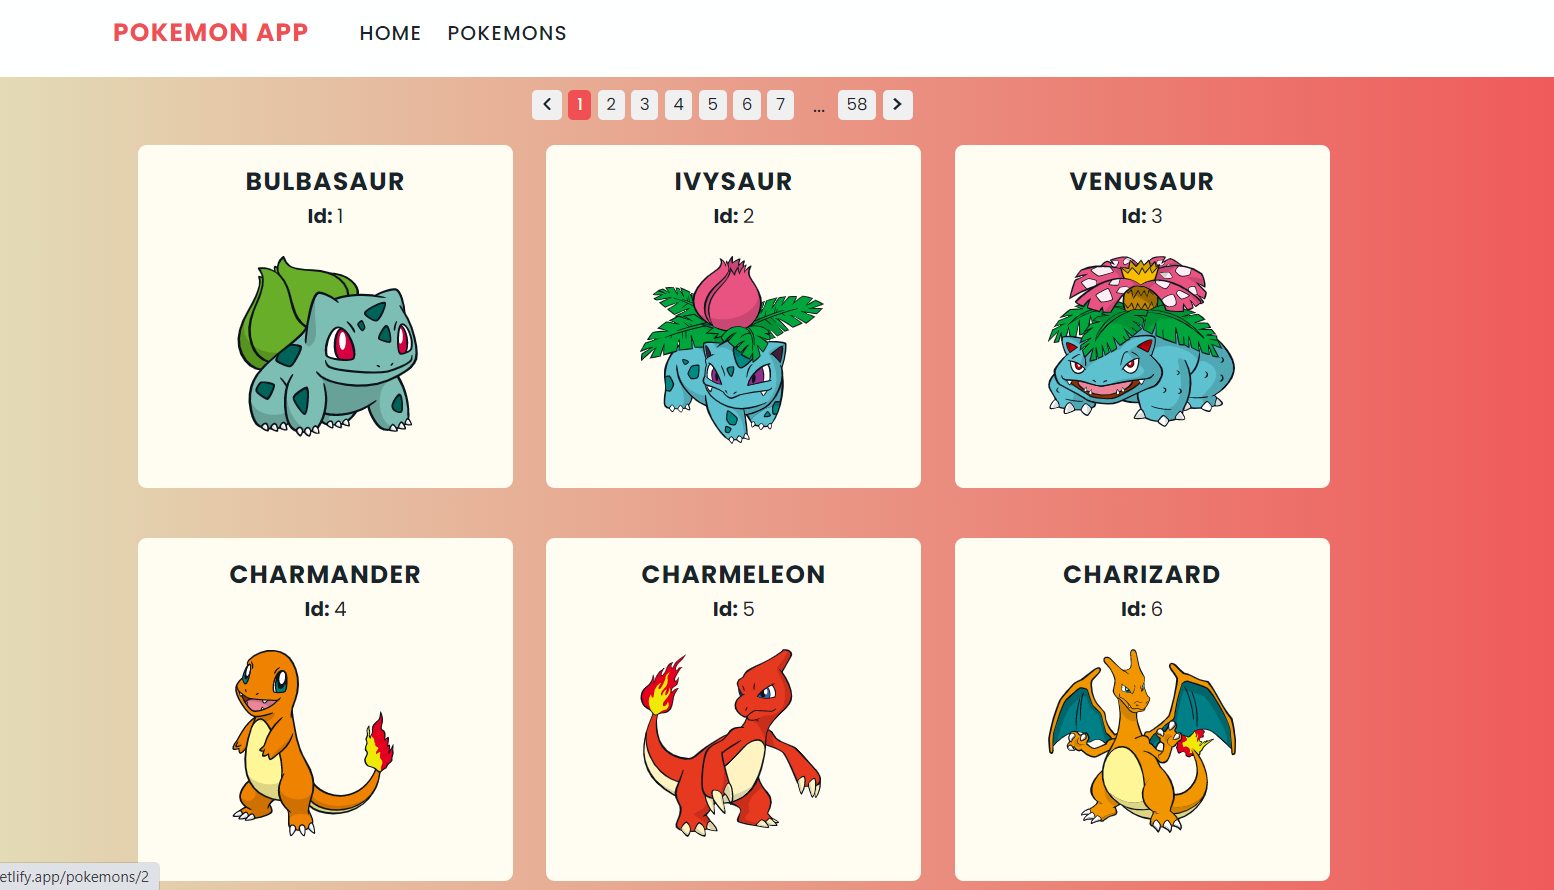 POKEMON APP HOME POKEMONS
1 2 3 4 5 6 7 ... 58
BULBASAUR
Id: 1
IVYSAUR
Id: 2
VENUSAUR
Id: 3
CHARMANDER
Id: 4
CHARMELEON
Id: 5
CHARIZARD
Id: 6
etlify.app/pokemons/2